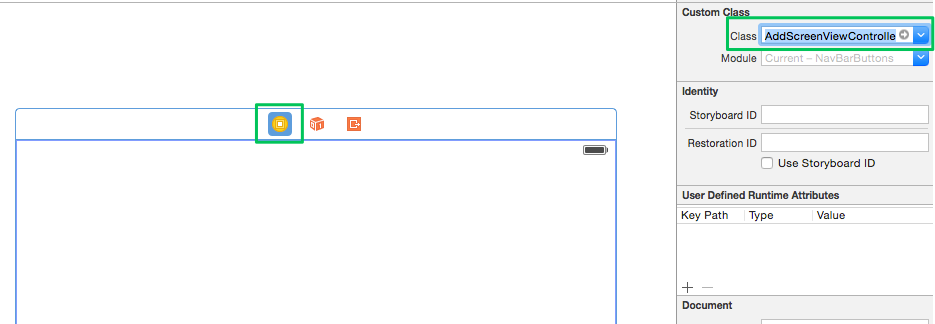 Custom Class
Class AddScreenViewControlle
Module Current – NavBarButtons
Identity
Storyboard ID
Restoration ID
Use Storyboard ID
User Defined Runtime Attributes
Key Path Type Value
Document